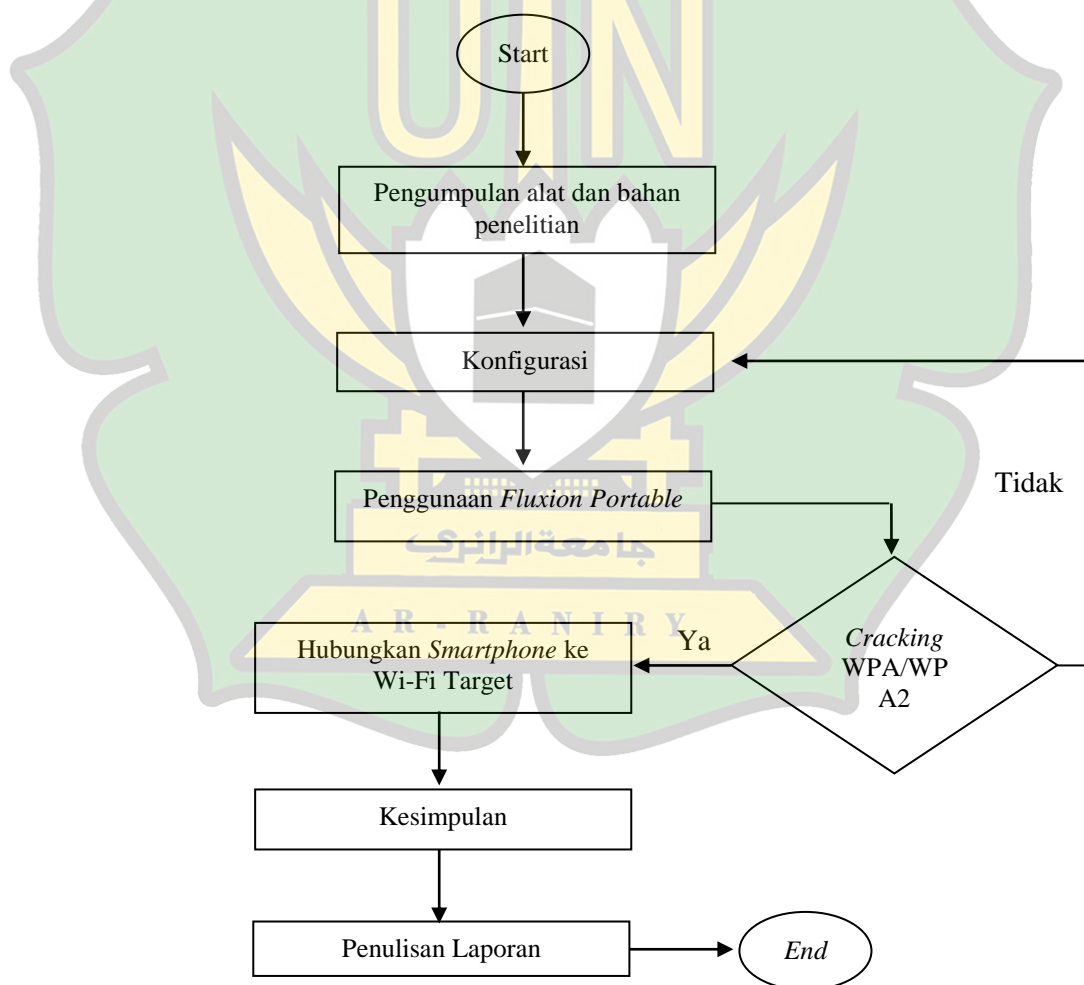 UIN
Start
Pengumpulan alat dan bahan
penelitian
Konfigurasi
Penggunaan Fluxion Portable
Tidak
جامعة الرانري
A R - R A N I R Y
Cracking
WPA/WP
A2
Ya
Hubungkan Smartphone ke
Wi-Fi Target
Kesimpulan
Penulisan Laporan
End